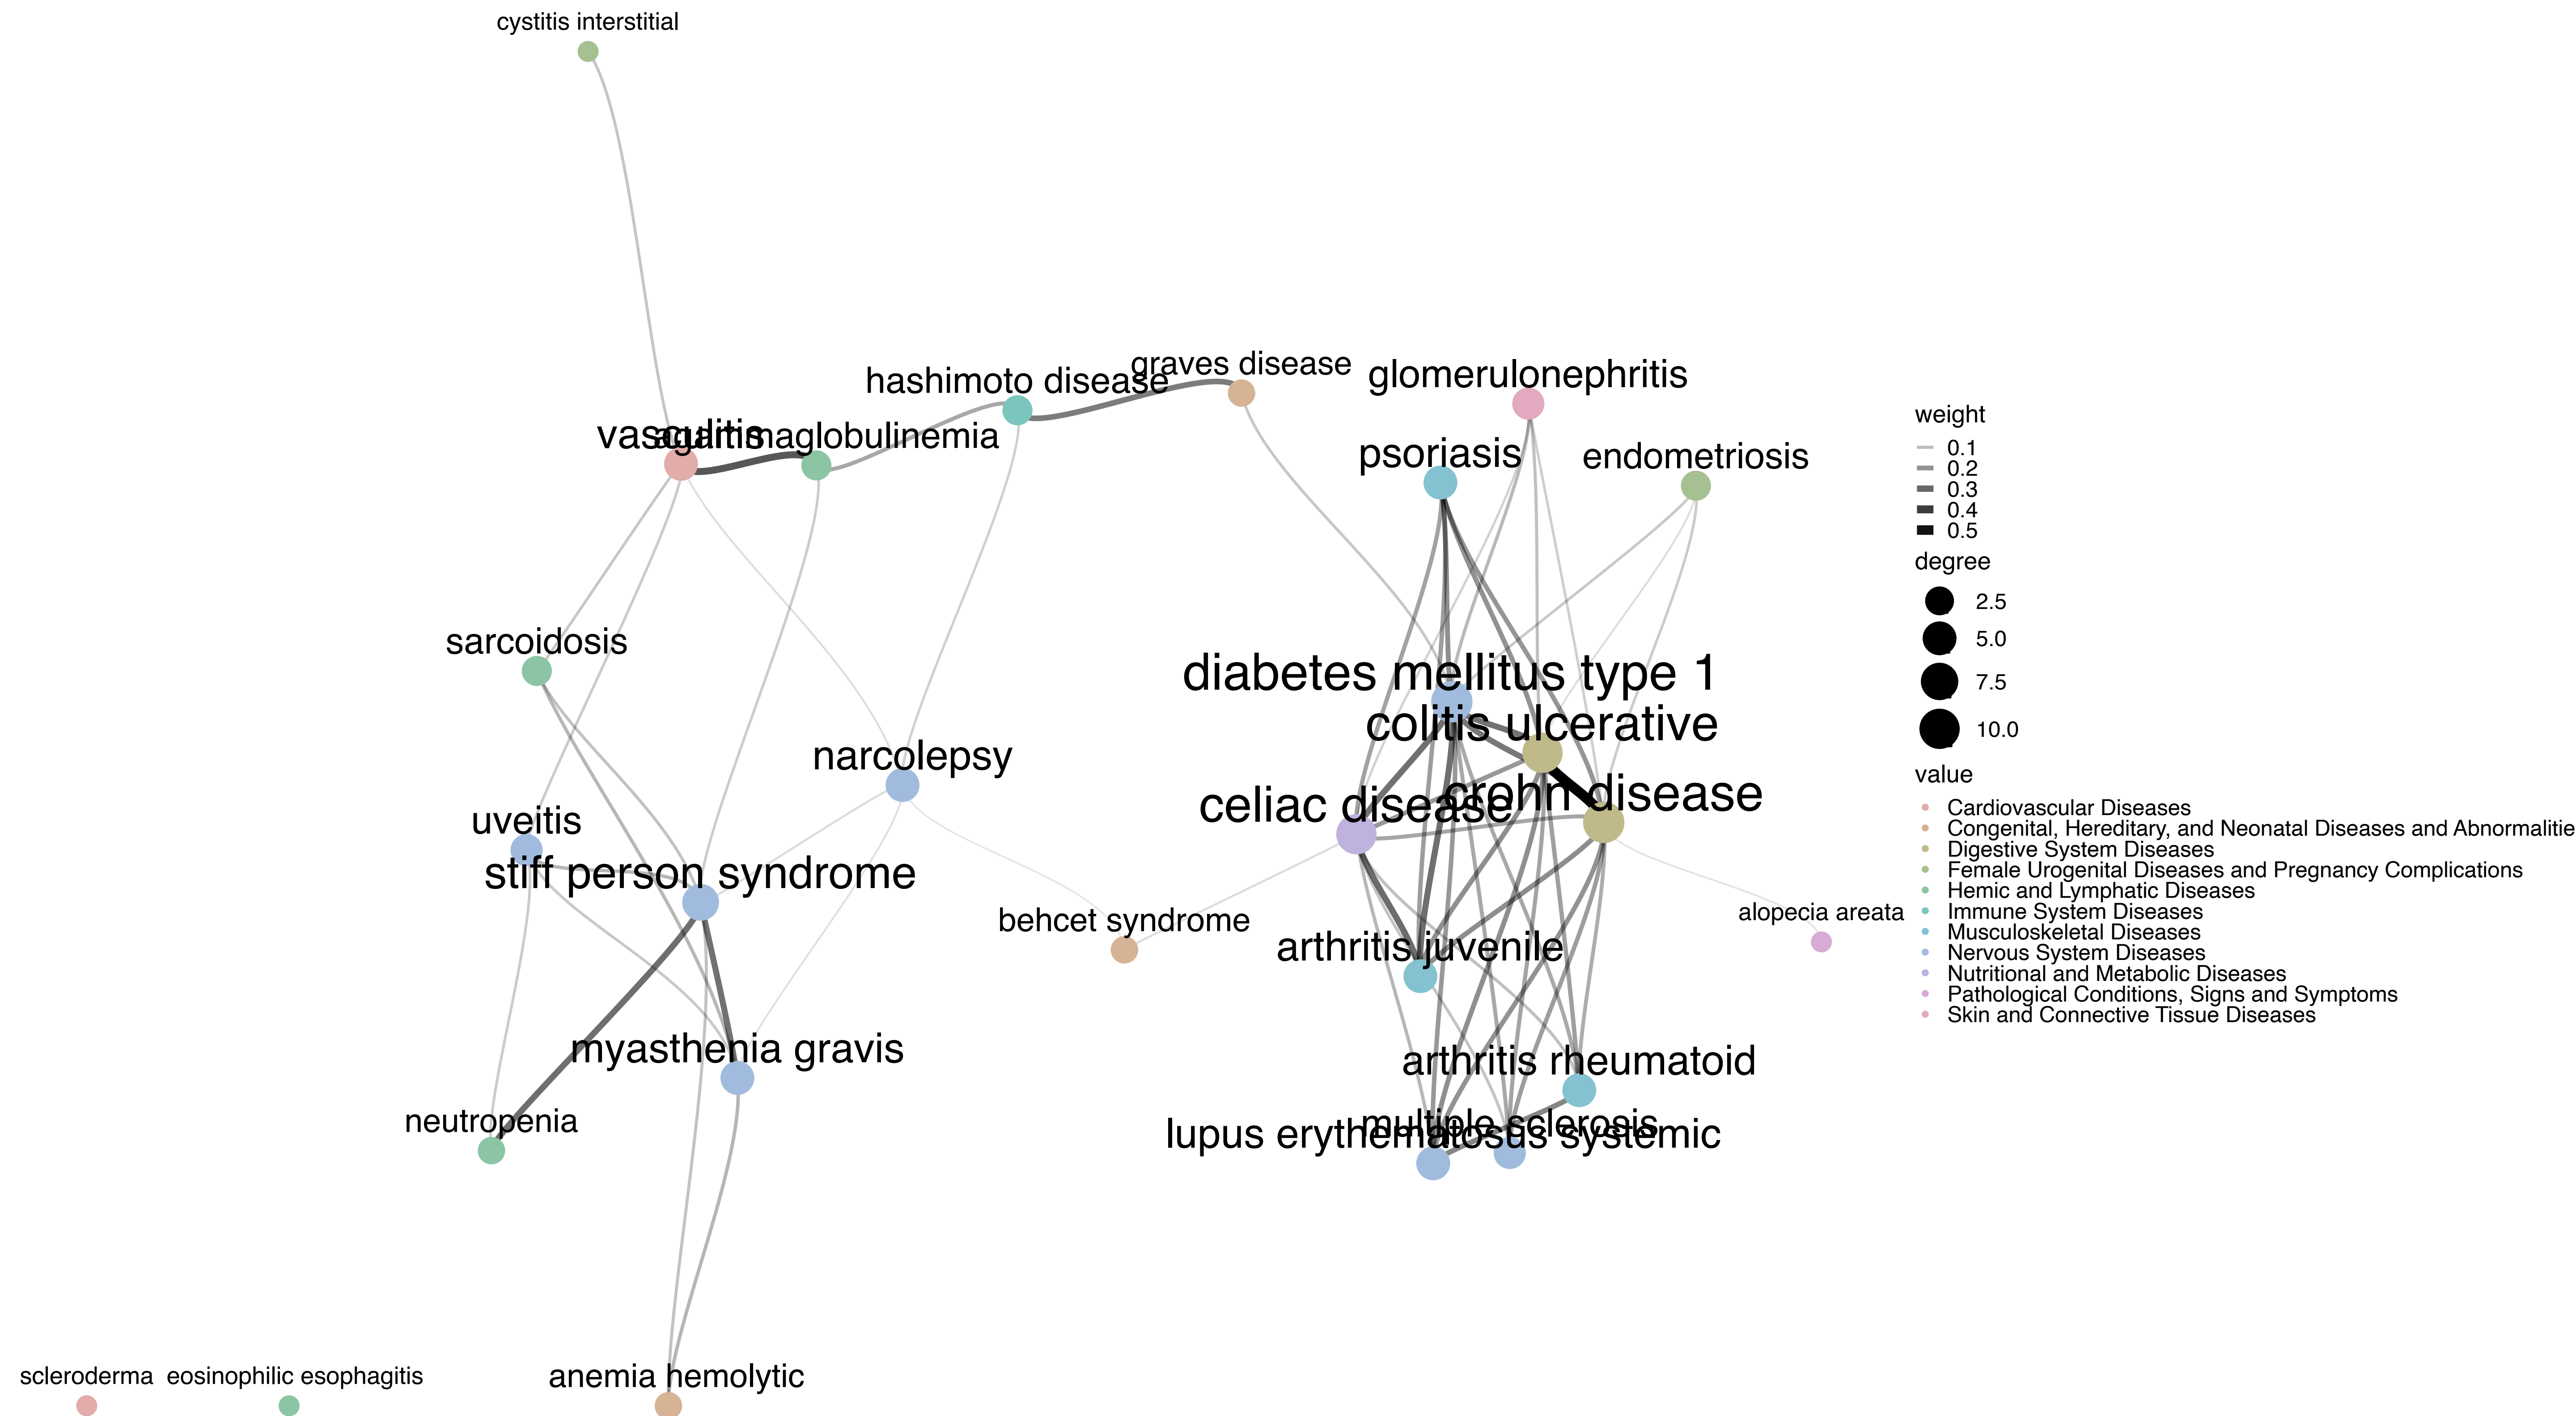 cystitis interstitial
graves disease
hashimoto disease
glomerulonephritis
vasculitis
agammaglobulinemia
psoriasis
endometriosis
sarcoidosis
diabetes mellitus type 1
colitis ulcerative
narcolepsy
crohn disease
celiac disease
uveitis
stiff person syndrome
behcet syndrome
alopecia areata
arthritis juvenile
myasthenia gravis
arthritis rheumatoid
neutropenia
multiple sclerosis
lupus erythematosus systemic
scleroderma
eosinophilic esophagitis
anemia hemolytic
weight
0.1
0.2
0.3
0.4
0.5
degree
2.5
5.0
7.5
10.0
value
Cardiovascular Diseases
Congenital, Hereditary, and Neonatal Diseases and Abnormalitie
Digestive System Diseases
Female Urogenital Diseases and Pregnancy Complications
Hemic and Lymphatic Diseases
Immune System Diseases
Musculoskeletal Diseases
Nervous System Diseases
Nutritional and Metabolic Diseases
Pathological Conditions, Signs and Symptoms
Skin and Connective Tissue Diseases